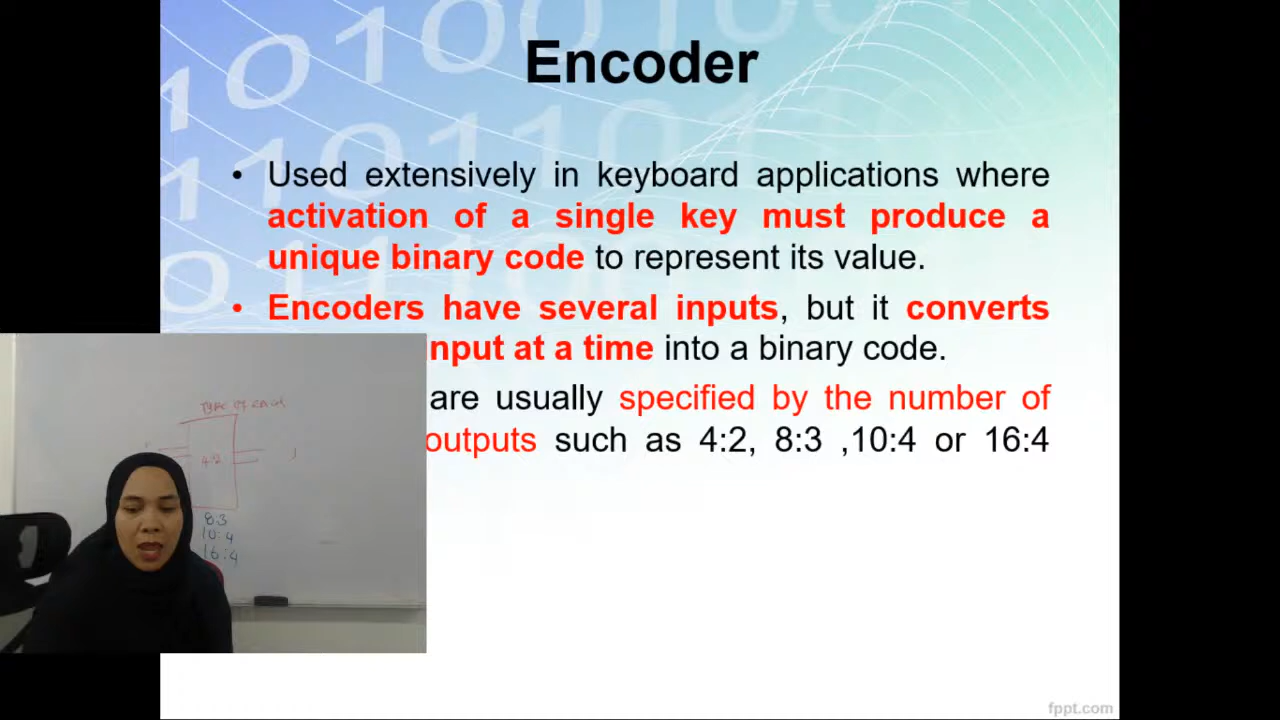 Encoder
• Used extensively in keyboard applications where
activation of a single key must produce a
unique binary code to represent its value.
• Encoders have several inputs, but it converts
nput at a time into a binary code.
are usually specified by the number of
outputs such as 4:2, 8:3 ,10:4 or 16:4
4:2
8:3
10:4
16:4
fppt.com